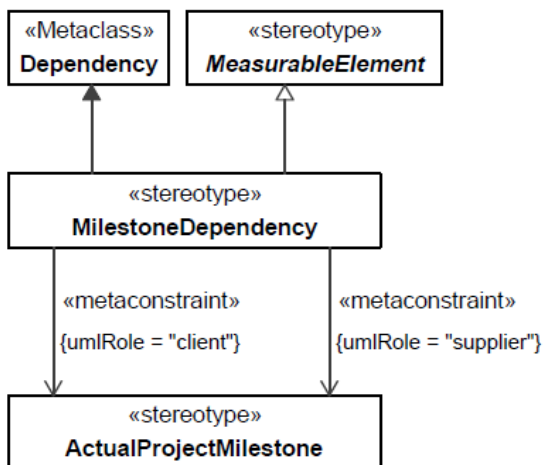 «Metaclass»
Dependency
«stereotype»
MeasurableElement
«stereotype»
MilestoneDependency
«metaconstraint»
{umlRole = "client"}
«metaconstraint»
{umlRole = "supplier"}
«stereotype»
ActualProjectMilestone